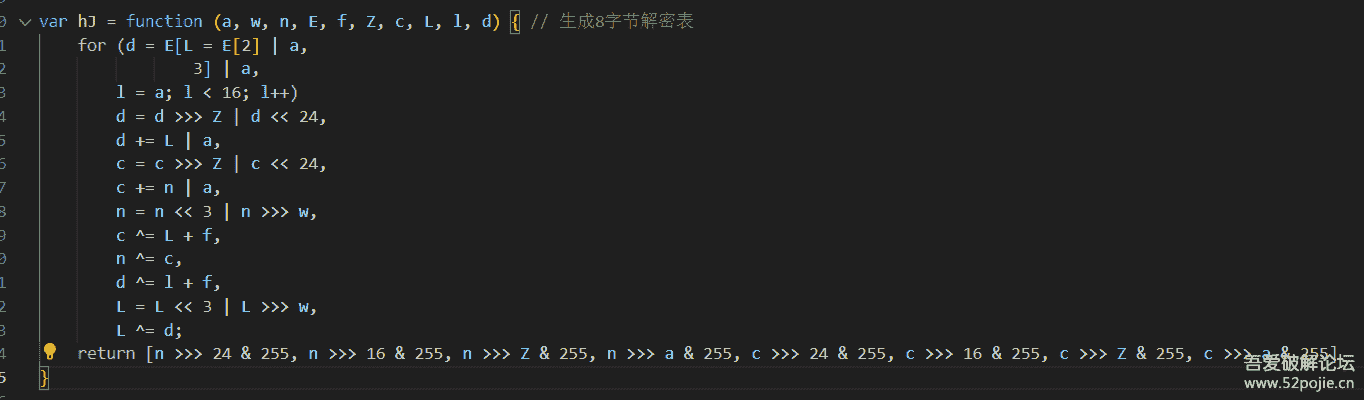 var hJ = function (a, w, n, E, f, Z, c, L, l, d) { // 生成8字节解密表
for (d = E[L = E[2] | a,
3] | a,
l = a; l < 16; l++)
d = d >>> Z | d << 24,
d += L | a,
c = c >>> Z | c << 24,
c += n | a,
n = n << 3 | n >>> w,
c ^= L + f,
n ^= c,
d ^= l + f,
L = L << 3 | L >>> w,
L ^= d;
return [n >>> 24 & 255, n >>> 16 & 255, n >>> Z & 255, n >>> a & 255, c >>> 24 & 255, c >>> 16 & 255, c >>> Z & 255, c >>> a & 255]
}
吾爱破解论坛
www.52pojie.cn